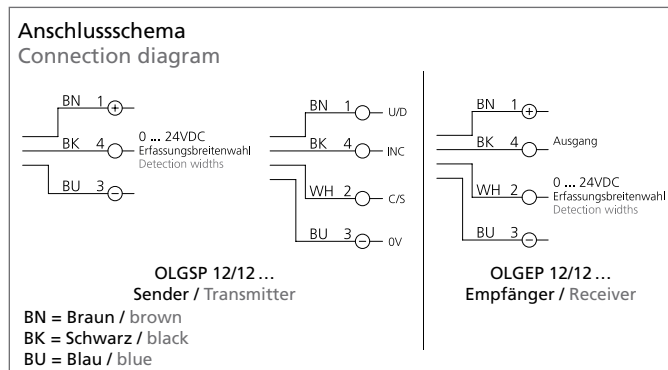 Anschlussschema
Connection diagram
BN 1 +
BK 4 0 ... 24VDC
Erfassungsbreitenwahl
Detection widths
BU 3 −
BN 1 U/D
BK 4 INC
WH 2 C/S
BU 3 − 0V
OLGSP 12/12 ...
Sender / Transmitter
BN 1 +
BK 4 Ausgang
WH 2 0 ... 24VDC
Erfassungsbreitenwahl
Detection widths
BU 3 −
OLGEP 12/12 ...
Empfänger / Receiver
BN = Braun / brown
BK = Schwarz / black
BU = Blau / blue